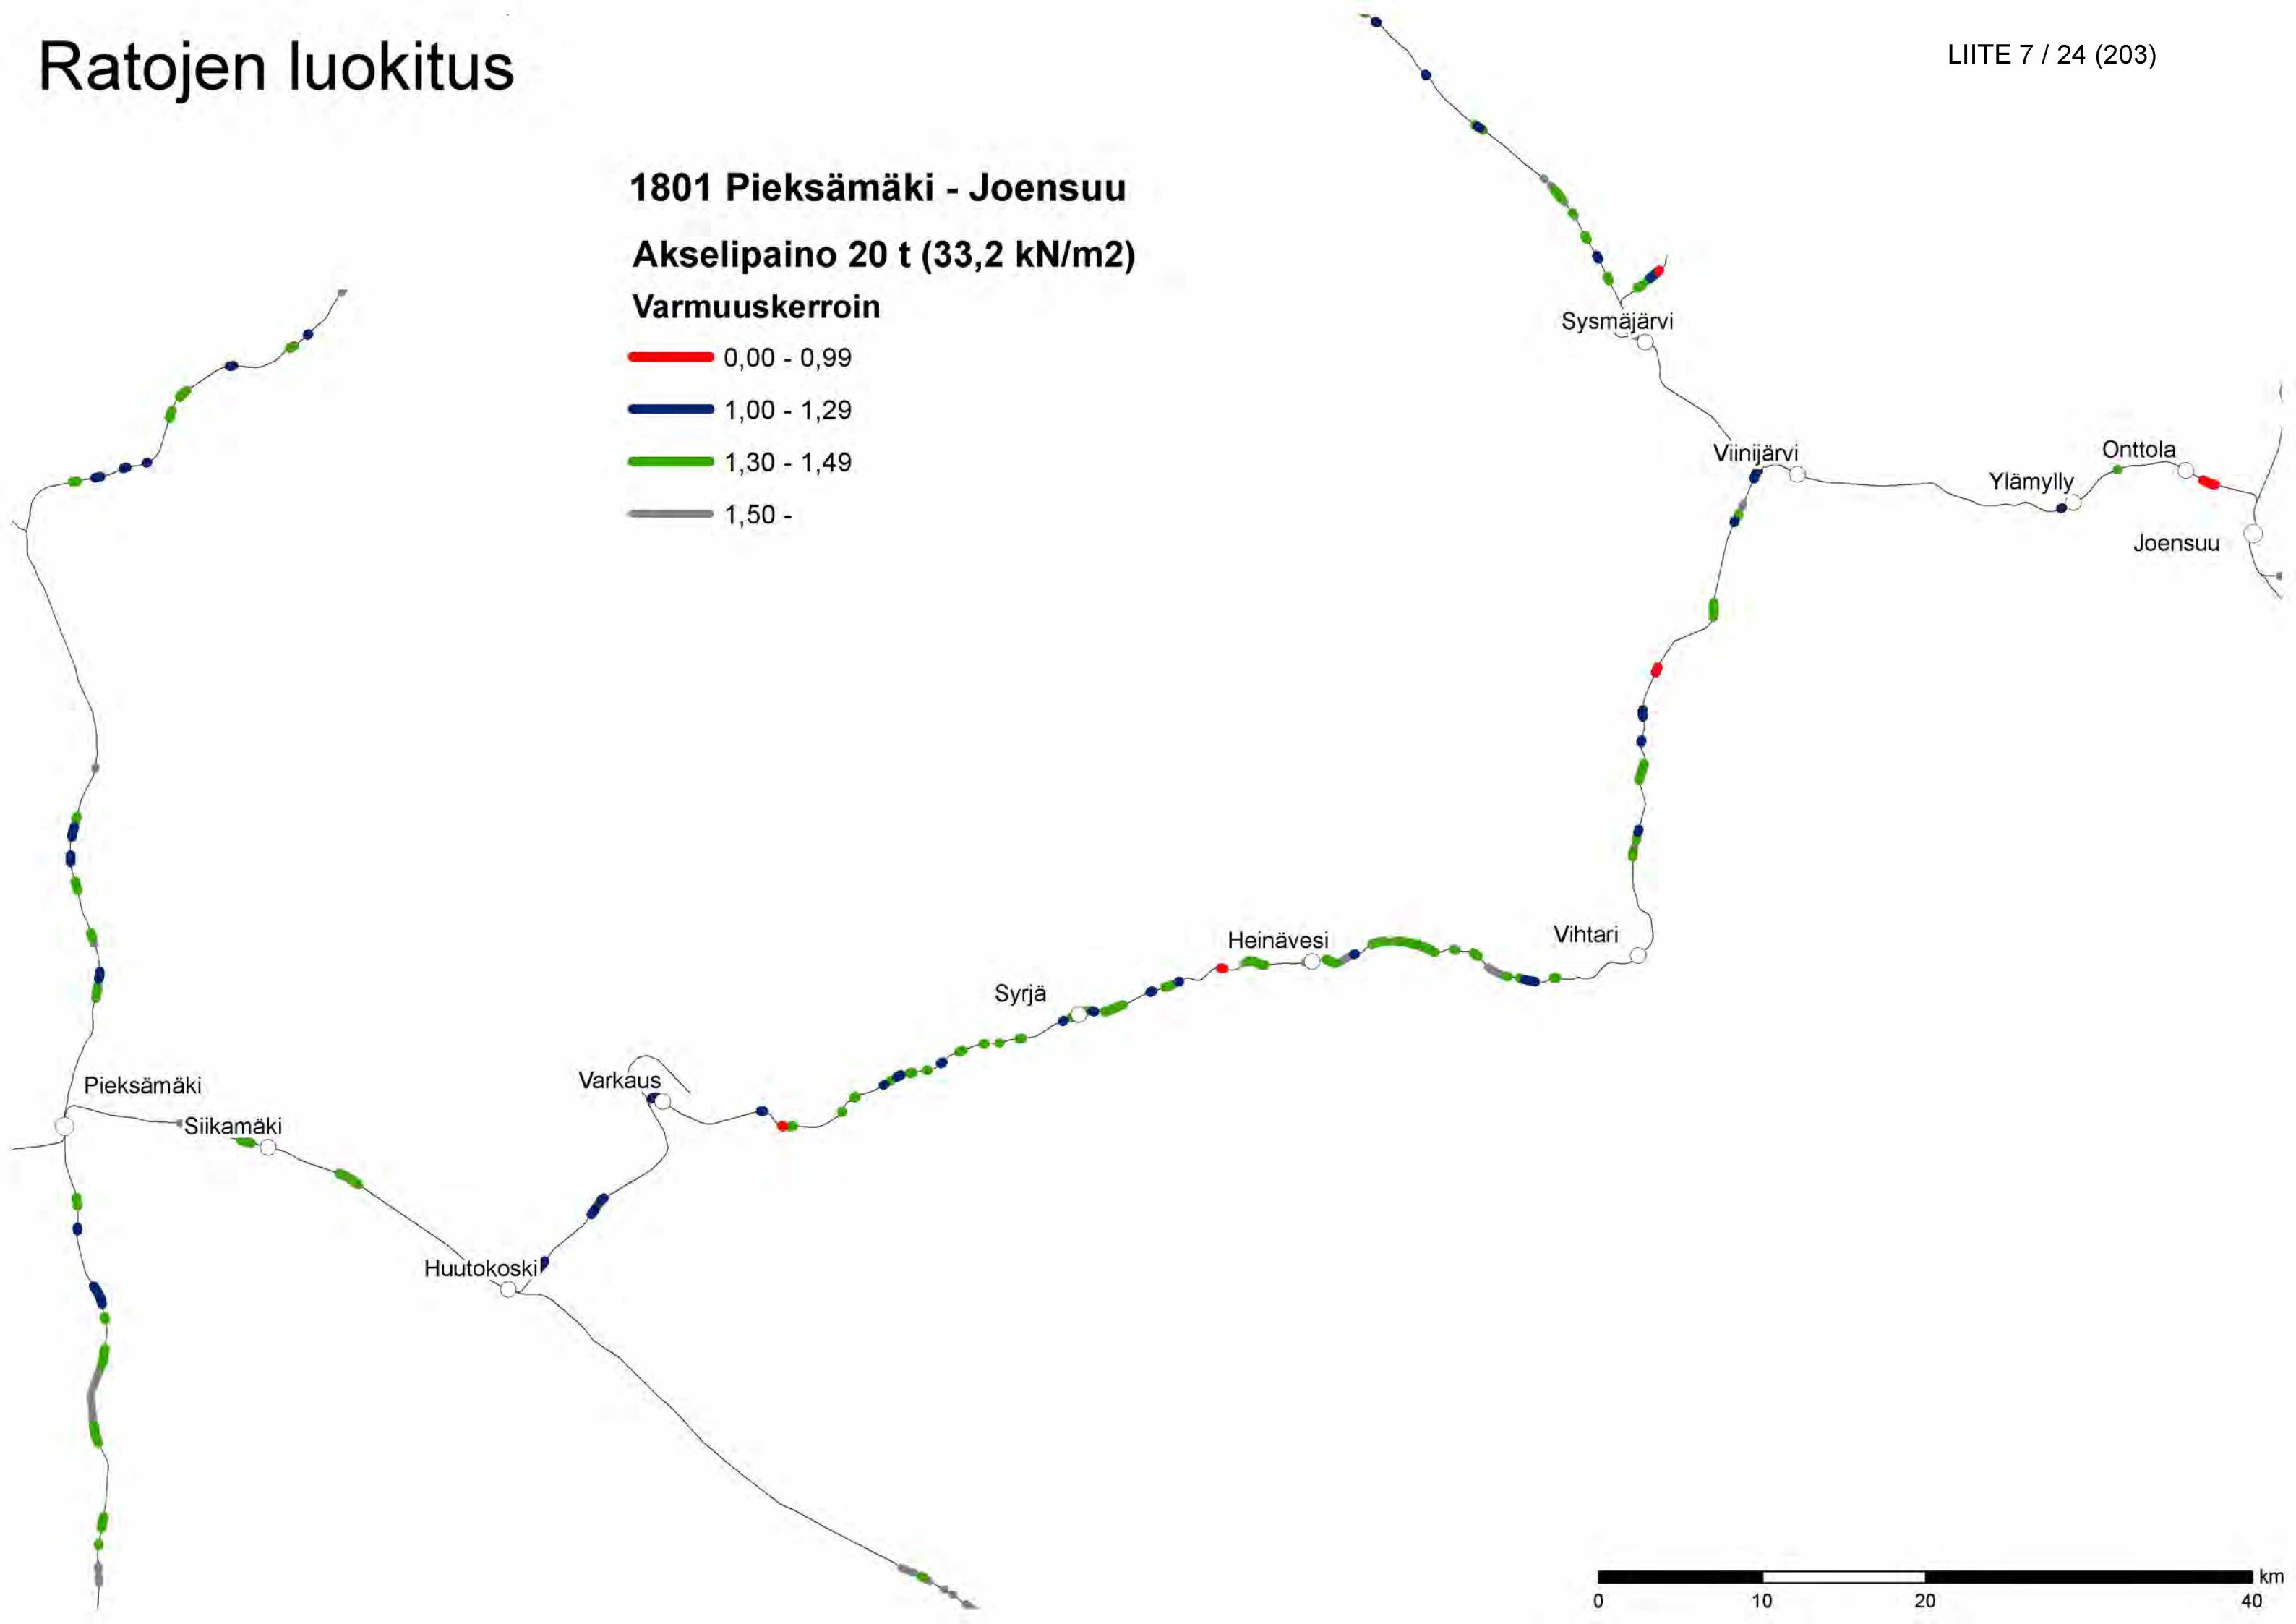 Ratojen luokitus
LIITE 7 / 24 (203)
1801 Pieksämäki - Joensuu
Akselipaino 20 t (33,2 kN/m2)
Varmuuskerroin
0,00 - 0,99
1,00 - 1,29
1,30 - 1,49
1,50 -
Sysmäjärvi
Viinijärvi
Onttola
Ylämylly
Joensuu
Vihtari
Heinävesi
Syrjä
Varkaus
Pieksämäki
Siikamäki
Huutokoski
km
0 10 20 40